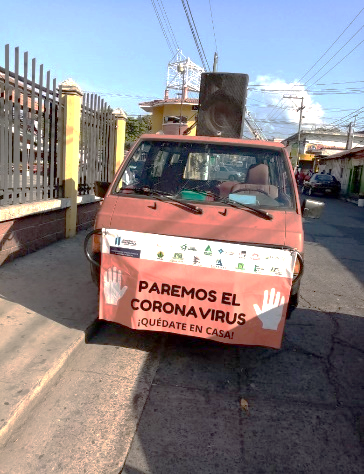 PAREMOS EL
CORONAVIRUS
¡QUÉDATE EN CASA!